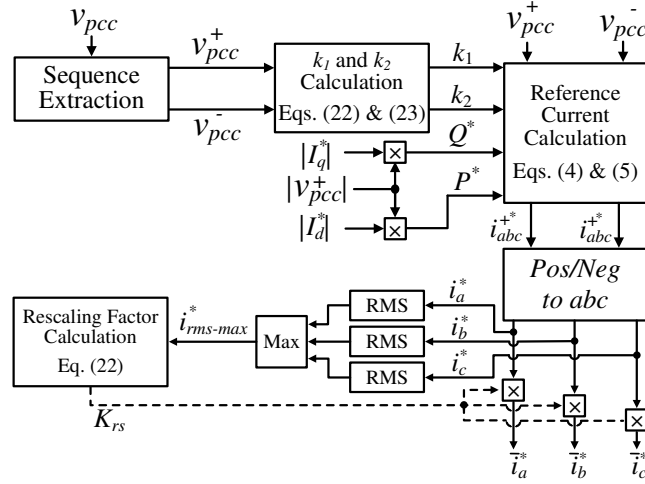 v_pcc
v_pcc^+
v_pcc^-
Sequence
Extraction
v_pcc^+
v_pcc^-
k_1 and k_2
Calculation
Eqs. (22) & (23)
k_1
k_2
Reference
Current
Calculation
Eqs. (4) & (5)
|I_q^*|
×
Q^*
|v_pcc^+|
P^*
|I_d^*|
×
i_abc^+*
i_abc^+*
Pos/Neg
to abc
Rescaling Factor
Calculation
Eq. (22)
i_rms-max^*
Max
RMS
i_a^*
RMS
i_b^*
RMS
i_c^*
K_rs
×
×
×
ī_a^*
ī_b^*
ī_c^*